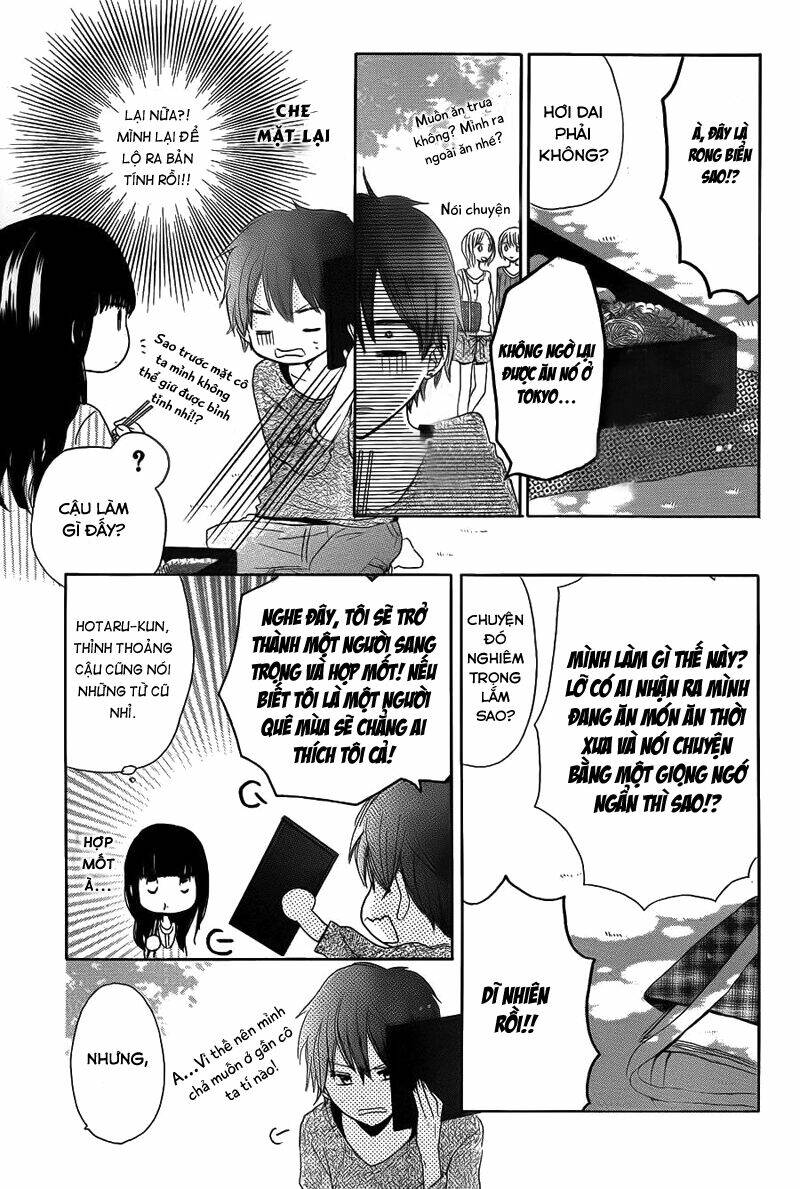 À, ĐÂY LÀ
RONG BIỂN
SAO!?
HƠI DAI
PHẢI
KHÔNG?
KHÔNG NGỜ LẠI
ĐƯỢC ĂN NÓ Ở
TOKYO...
Muốn ăn trưa
không? Mình ra
ngoài ăn nhé?
Nói chuyện
CHE
MẶT LẠI
LẠI NỮA?!
MÌNH LẠI ĐỂ
LỘ RA BẢN
TÍNH RỒI!!
Sao trước mặt cô
ta mình không
thể giữ được bình
tĩnh nhỉ!?
?
CẬU LÀM
GÌ ĐẤY?
MÌNH LÀM GÌ THẾ NÀY?
LỠ CÓ AI NHẬN RA MÌNH
ĐANG ĂN MÓN ĂN THỜI
XƯA VÀ NÓI CHUYỆN
BẰNG MỘT GIỌNG NGỚ
NGẨN THÌ SAO!?
CHUYỆN
ĐÓ
NGHIÊM
TRỌNG
LẮM
SAO?
DĨ NHIÊN
RỒI!!
NGHE ĐÂY, TÔI SẼ TRỞ
THÀNH MỘT NGƯỜI SANG
TRỌNG VÀ HỢP MỐT! NẾU
BIẾT TÔI LÀ MỘT NGƯỜI
QUÊ MÙA SẼ CHẲNG AI
THÍCH TÔI CẢ!
HOTARU-KUN,
THỈNH THOẢNG
CẬU CŨNG NÓI
NHỮNG TỪ CŨ
NHỈ.
HỢP
MỐT
À...
A...Vì thế nên mình
chả muốn ở gần cô
ta tí nào!
NHƯNG,